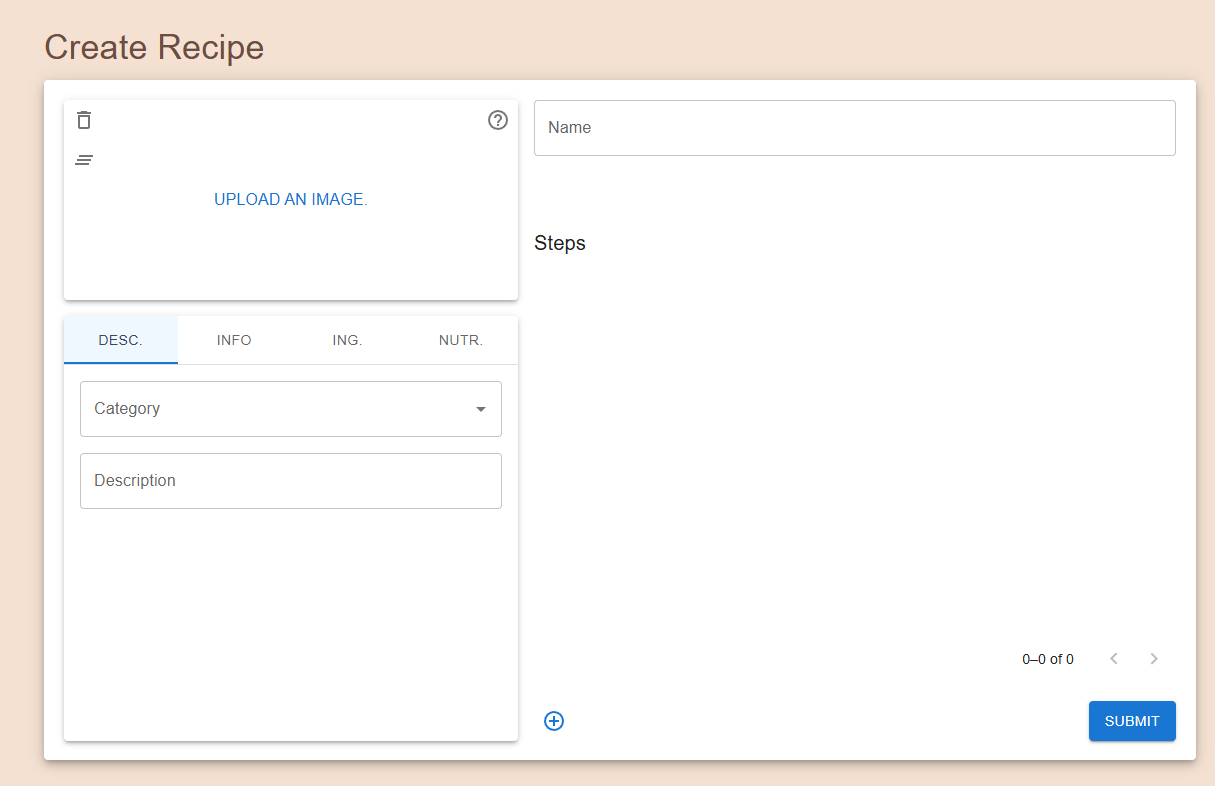 Create Recipe
UPLOAD AN IMAGE.
Name
Steps
DESC. INFO ING. NUTR.
Category
Description
0–0 of 0
SUBMIT